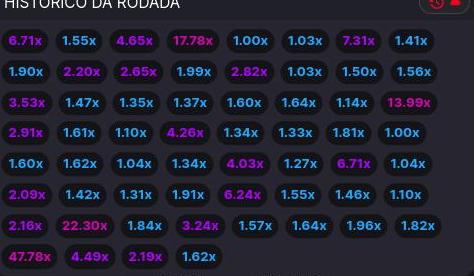 HISTÓRICO DA RODADA
6.71x 1.55x 4.65x 17.78x 1.00x 1.03x 7.31x 1.41x
1.90x 2.20x 2.65x 1.99x 2.82x 1.03x 1.50x 1.56x
3.53x 1.47x 1.35x 1.37x 1.60x 1.64x 1.14x 13.99x
2.91x 1.61x 1.10x 4.26x 1.34x 1.33x 1.81x 1.00x
1.60x 1.62x 1.04x 1.34x 4.03x 1.27x 6.71x 1.04x
2.09x 1.42x 1.31x 1.91x 6.24x 1.55x 1.46x 1.10x
2.16x 22.30x 1.84x 3.24x 1.57x 1.64x 1.96x 1.82x
47.78x 4.49x 2.19x 1.62x